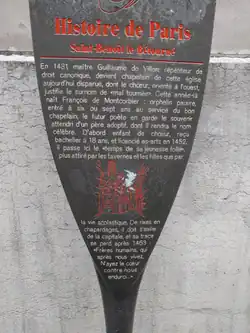 Histoire de Paris
Saint-Benoît le Bétourné
En 1431 maître Guillaume de Villon, répétiteur de
droit canonique, devient chapelain de cette église
aujourd'hui disparue, dont le chœur, orienté à l'ouest,
justifie le surnom de «mal tournée». Cette année-là
naît François de Montcorbier : orphelin pauvre,
entré à six ou sept ans au service du bon
chapelain, le futur poète en garde le souvenir
attendri d'un père adoptif, dont il rendra le nom
célèbre. D'abord enfant de chœur, reçu
bachelier à 18 ans, et licencié ès-arts en 1452,
il passe ici le temps de sa jeunesse folle,
plus attiré par les tavernes et les filles que par
la vie scolastique. De rixes en
chapardages, il doit s'exiler
de la capitale, et sa trace
se perd après 1463 :
«Frères humains, qui
après nous vivez,
N'ayez le cœur
contre nous
endurci...»